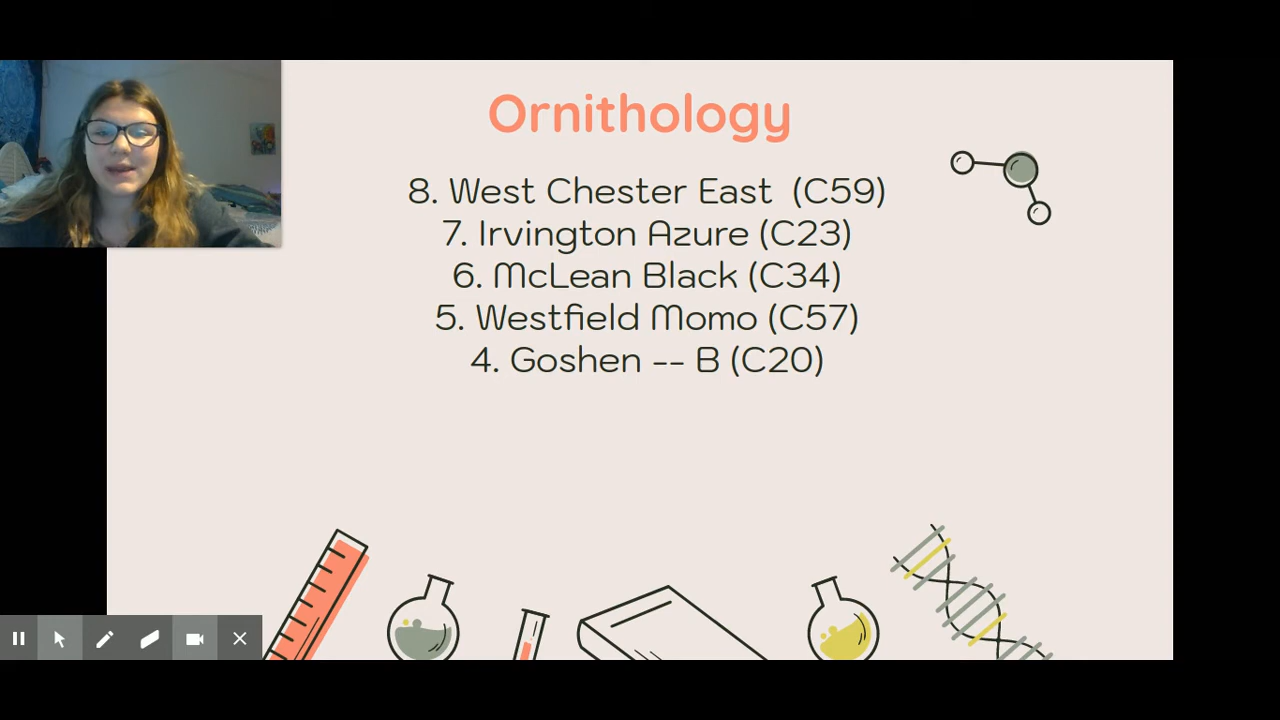 Ornithology
8. West Chester East (C59)
7. Irvington Azure (C23)
6. McLean Black (C34)
5. Westfield Momo (C57)
4. Goshen -- B (C20)